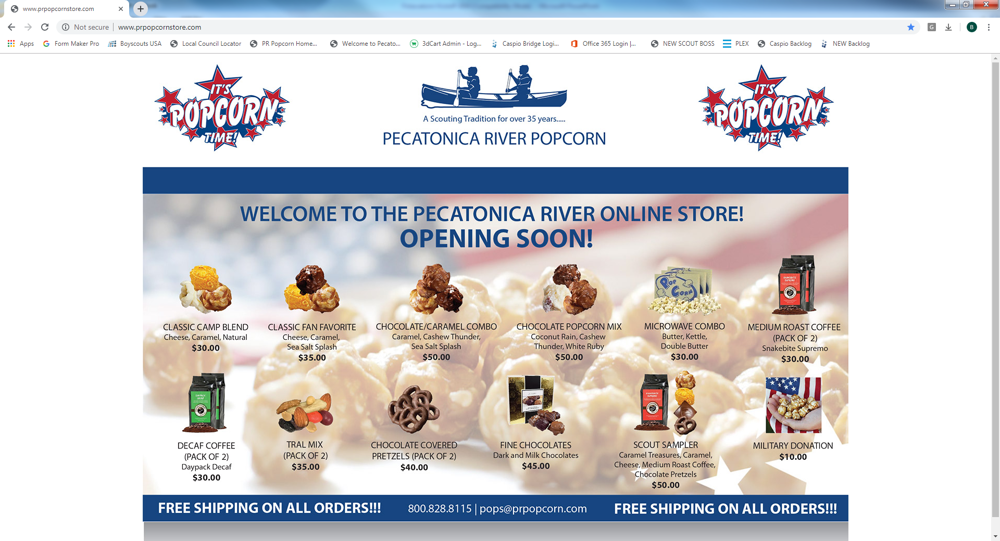 www.prpopcornstore.com
Not secure | www.prpopcornstore.com
G
B
Apps
Form Maker Pro
Boyscouts USA
Local Council Locator
PR Popcorn Home...
Welcome to Pecato...
3dCart Admin - Log...
Caspio Bridge Logi...
Office 365 Login |...
NEW SCOUT BOSS
PLEX
Caspio Backlog
NEW Backlog
IT'S
POPCORN
TIME!
A Scouting Tradition for over 35 years.....
PECATONICA RIVER POPCORN
IT'S
POPCORN
TIME!
WELCOME TO THE PECATONICA RIVER ONLINE STORE!
OPENING SOON!
CLASSIC CAMP BLEND
Cheese, Caramel, Natural
$30.00
CLASSIC FAN FAVORITE
Cheese, Caramel,
Sea Salt Splash
$35.00
CHOCOLATE/CARAMEL COMBO
Caramel, Cashew Thunder,
Sea Salt Splash
$50.00
CHOCOLATE POPCORN MIX
Coconut Rain, Cashew
Thunder, White Ruby
$50.00
POP
CORN
MICROWAVE COMBO
Butter, Kettle,
Double Butter
$30.00
SNAKEBITE
SUPREMO
MEDIUM ROAST COFFEE
(PACK OF 2)
Snakebite Supremo
$30.00
DAYPACK
DECAF
DECAF COFFEE
(PACK OF 2)
Daypack Decaf
$30.00
TRAL MIX
(PACK OF 2)
$35.00
CHOCOLATE COVERED
PRETZELS (PACK OF 2)
$40.00
FINE CHOCOLATES
Dark and Milk Chocolates
$45.00
SNAKEBITE
SUPREMO
SCOUT SAMPLER
Caramel Treasures, Caramel,
Cheese, Medium Roast Coffee,
Chocolate Pretzels
$50.00
MILITARY DONATION
$10.00
FREE SHIPPING ON ALL ORDERS!!!
800.828.8115 | pops@prpopcorn.com
FREE SHIPPING ON ALL ORDERS!!!